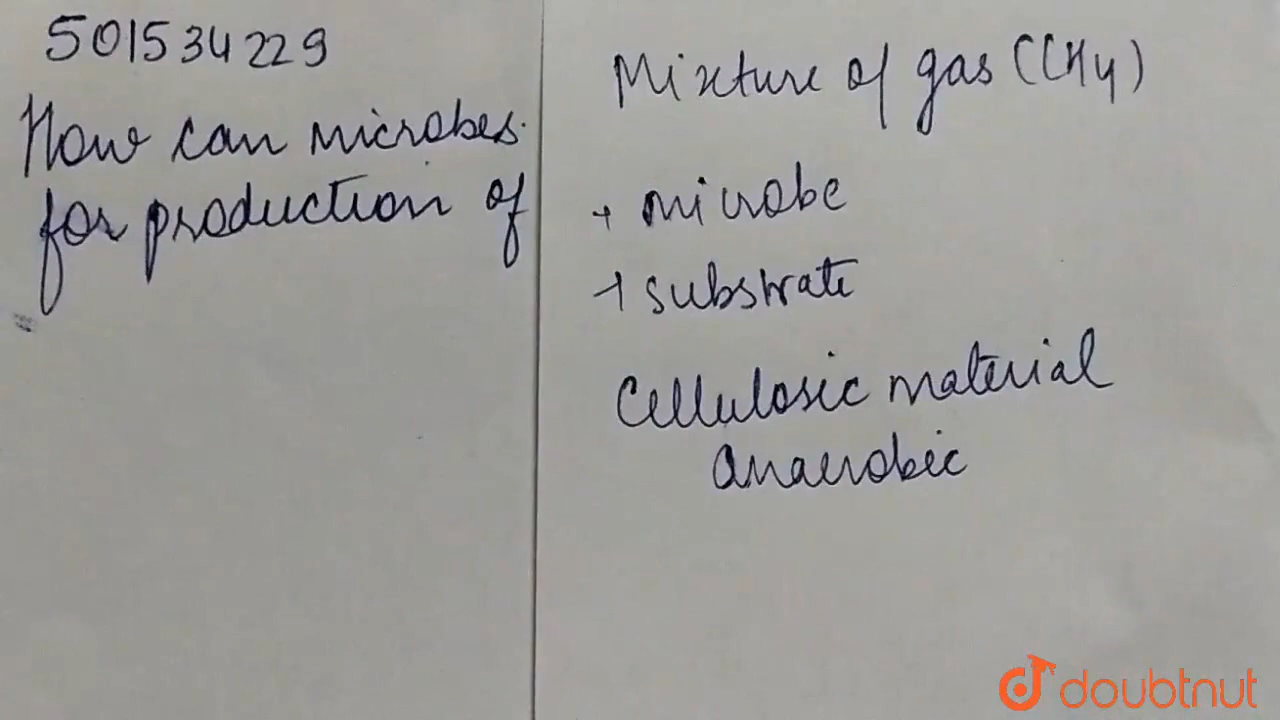 501534229
How can microbes
for production of
Mixture of gas (CH4)
+ microbe
+ substrate
Cellulosic material
anaerobic
doubtnut